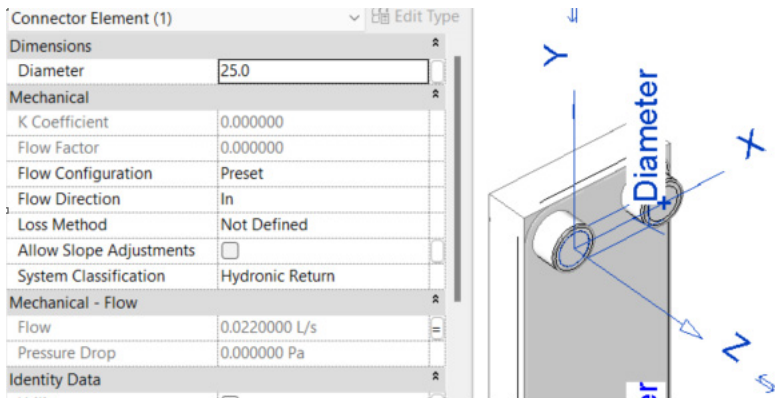 Connector Element (1) Edit Type
Dimensions
Diameter 25.0
Mechanical
K Coefficient 0.000000
Flow Factor 0.000000
Flow Configuration Preset
Flow Direction In
Loss Method Not Defined
Allow Slope Adjustments
System Classification Hydronic Return
Mechanical - Flow
Flow 0.0220000 L/s =
Pressure Drop 0.000000 Pa
Identity Data
Y
Diameter
X
Z
er